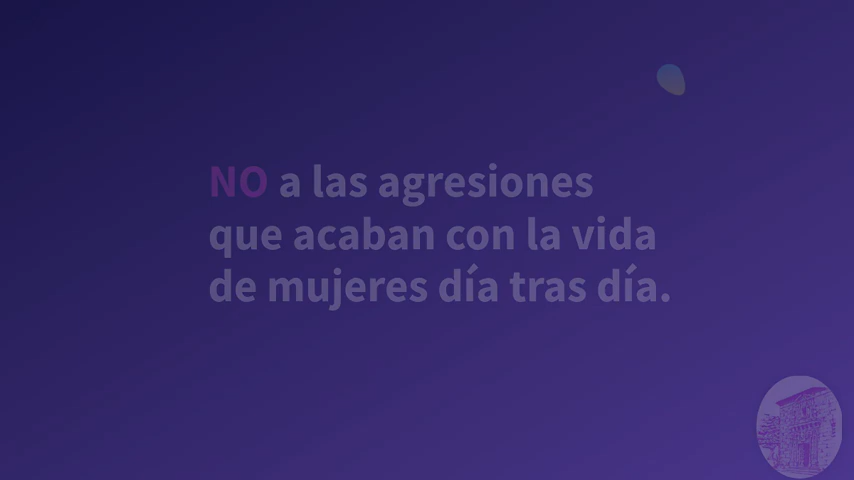 NO a las agresiones
que acaban con la vida
de mujeres día tras día.